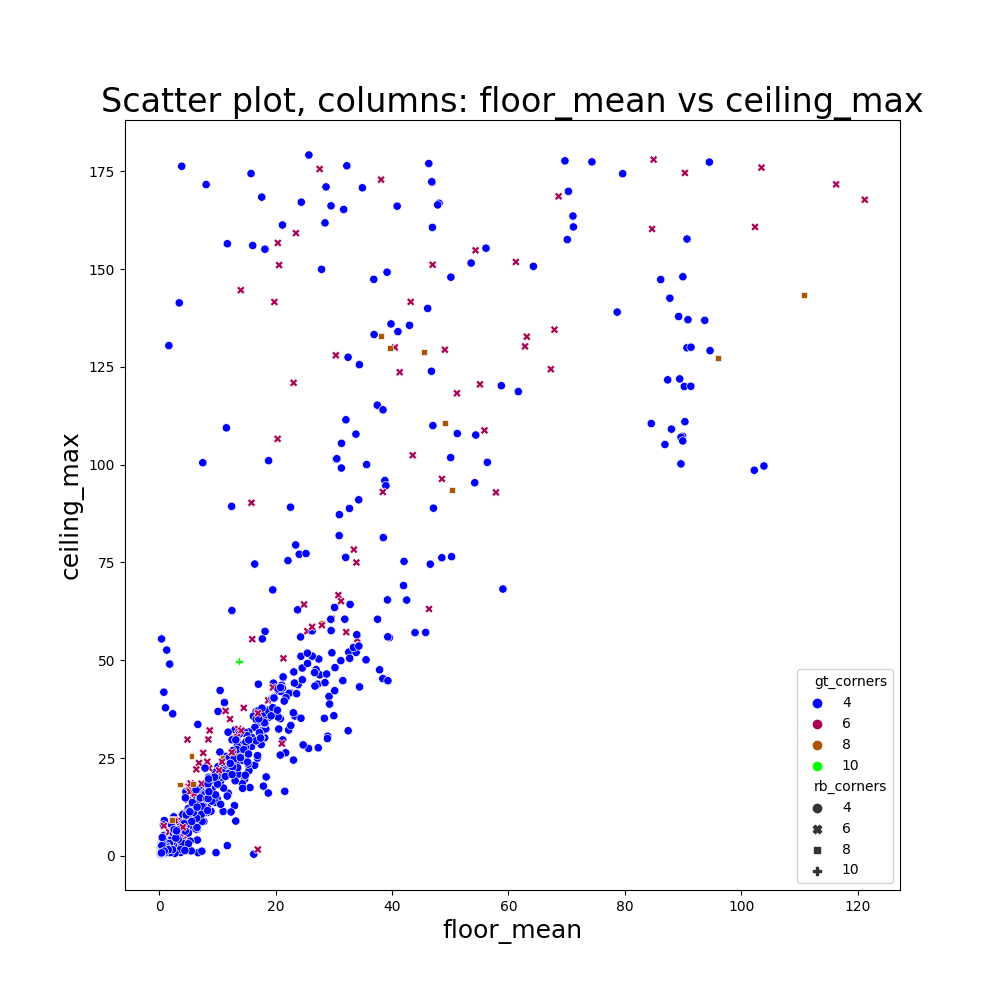 Scatter plot, columns: floor_mean vs ceiling_max
175
150
125
100
75
50
25
0
ceiling_max
0 20 40 60 80 100 120
floor_mean
gt_corners
4
6
8
10
rb_corners
4
6
8
10